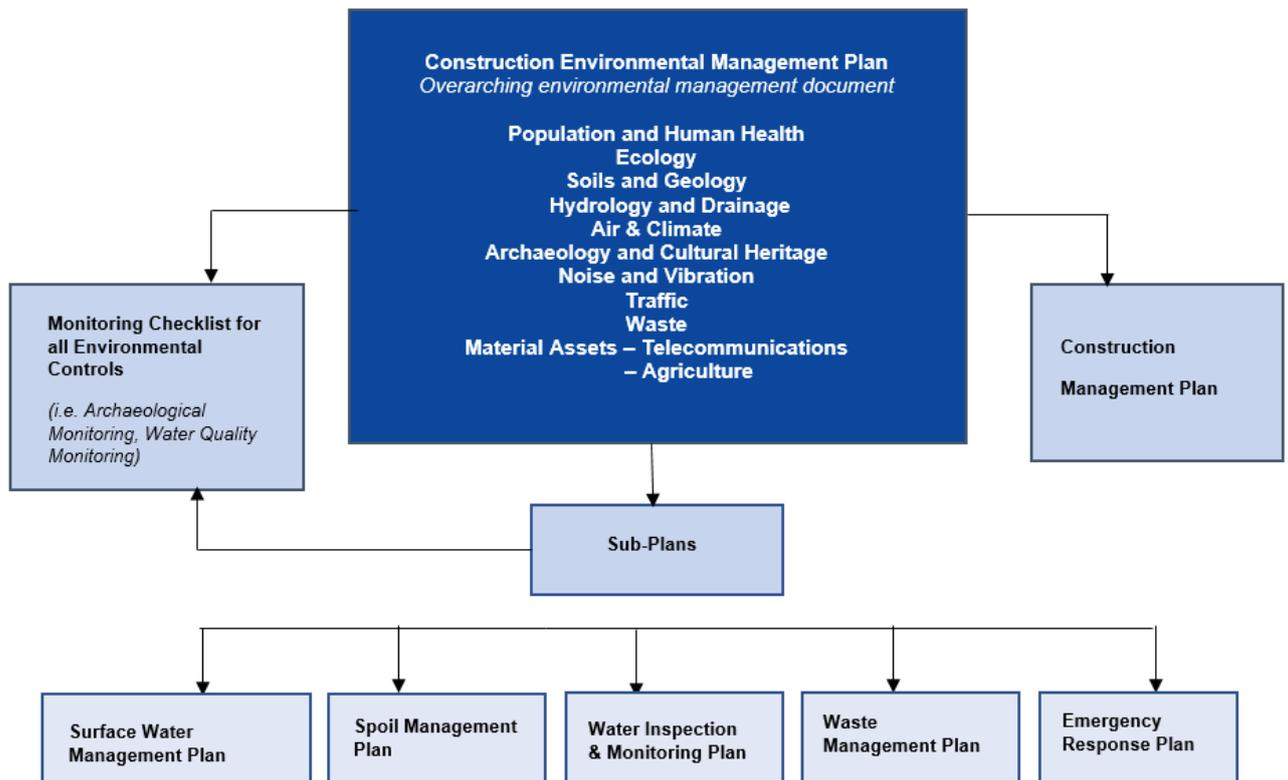 Construction Environmental Management Plan
Overarching environmental management document
Population and Human Health
Ecology
Soils and Geology
Hydrology and Drainage
Air & Climate
Archaeology and Cultural Heritage
Noise and Vibration
Traffic
Waste
Material Assets – Telecommunications
– Agriculture
Monitoring Checklist for
all Environmental
Controls
(i.e. Archaeological
Monitoring, Water Quality
Monitoring)
Construction
Management Plan
Sub-Plans
Surface Water
Management Plan
Spoil Management
Plan
Water Inspection
& Monitoring Plan
Waste
Management Plan
Emergency
Response Plan